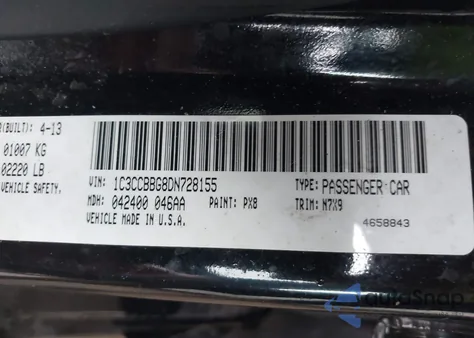 (BUILT): 4-13
01007 KG
02220 LB
VEHICLE SAFETY,
VIN: 1C3CCBBG8DN728155
TYPE: PASSENGER CAR
MDH: 042400 046AA
PAINT: PX8
TRIM: N7X9
VEHICLE MADE IN U.S.A.
4658843
AutoSnap